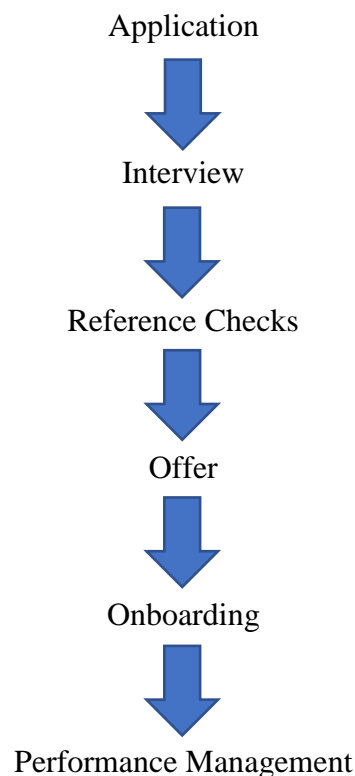 Application
Interview
Reference Checks
Offer
Onboarding
Performance Management